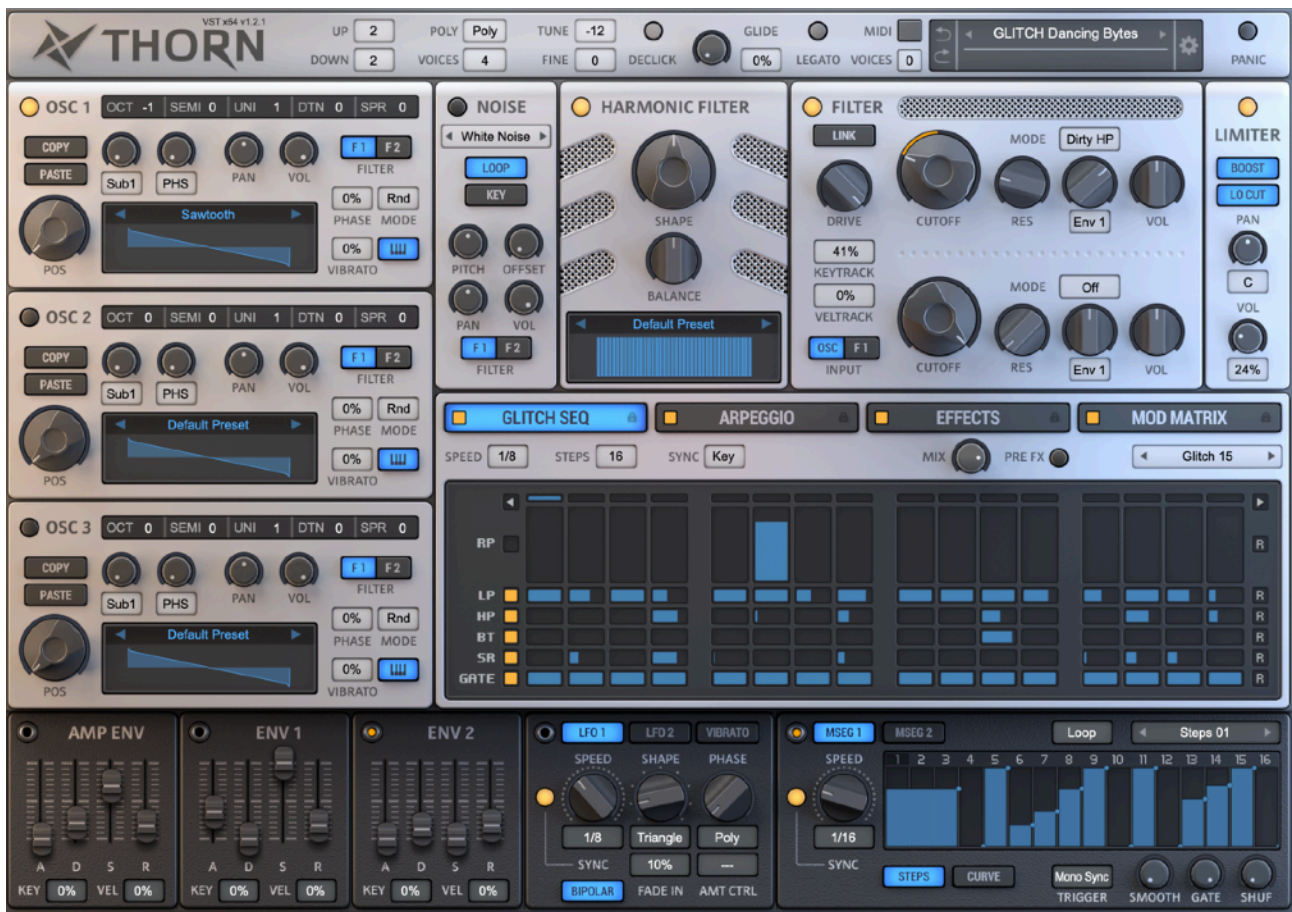 VST x64 v1.2.1
THORN
UP 2 POLY Poly TUNE -12 GLIDE MIDI GLITCH Dancing Bytes
DOWN 2 VOICES 4 FINE 0 DECLICK 0% LEGATO VOICES 0 PANIC
OSC 1 OCT -1 SEMI 0 UNI 1 DTN 0 SPR 0
COPY
PASTE
Sub1 PHS PAN VOL
F1 F2
FILTER
0% Rnd
PHASE MODE
Sawtooth
POS
0%
VIBRATO
OSC 2 OCT 0 SEMI 0 UNI 1 DTN 0 SPR 0
COPY
PASTE
Sub1 PHS PAN VOL
F1 F2
FILTER
0% Rnd
PHASE MODE
Default Preset
POS
0%
VIBRATO
OSC 3 OCT 0 SEMI 0 UNI 1 DTN 0 SPR 0
COPY
PASTE
Sub1 PHS PAN VOL
F1 F2
FILTER
0% Rnd
PHASE MODE
Default Preset
POS
0%
VIBRATO
NOISE
White Noise
LOOP
KEY
PITCH OFFSET
PAN VOL
F1 F2
FILTER
HARMONIC FILTER
SHAPE
BALANCE
Default Preset
FILTER
LINK
MODE Dirty HP
DRIVE CUTOFF RES Env 1 VOL
41%
KEYTRACK
0%
VELTRACK
OSC F1
INPUT
MODE Off
CUTOFF RES Env 1 VOL
LIMITER
BOOST
LO CUT
PAN
C
VOL
24%
GLITCH SEQ ARPEGGIO EFFECTS MOD MATRIX
SPEED 1/8 STEPS 16 SYNC Key MIX PRE FX Glitch 15
RP R
LP R
HP R
BT R
SR R
GATE R
AMP ENV
A D S R
KEY 0% VEL 0%
ENV 1
A D S R
KEY 0% VEL 0%
ENV 2
A D S R
KEY 0% VEL 0%
LFO 1 LFO 2 VIBRATO
SPEED SHAPE PHASE
1/8 Triangle Poly
SYNC 10% ---
BIPOLAR FADE IN AMT CTRL
MSEG 1 MSEG 2 Loop Steps 01
SPEED 1 2 3 4 5 6 7 8 9 10 11 12 13 14 15 16
1/16
SYNC
STEPS CURVE Mono Sync
TRIGGER SMOOTH GATE SHUF